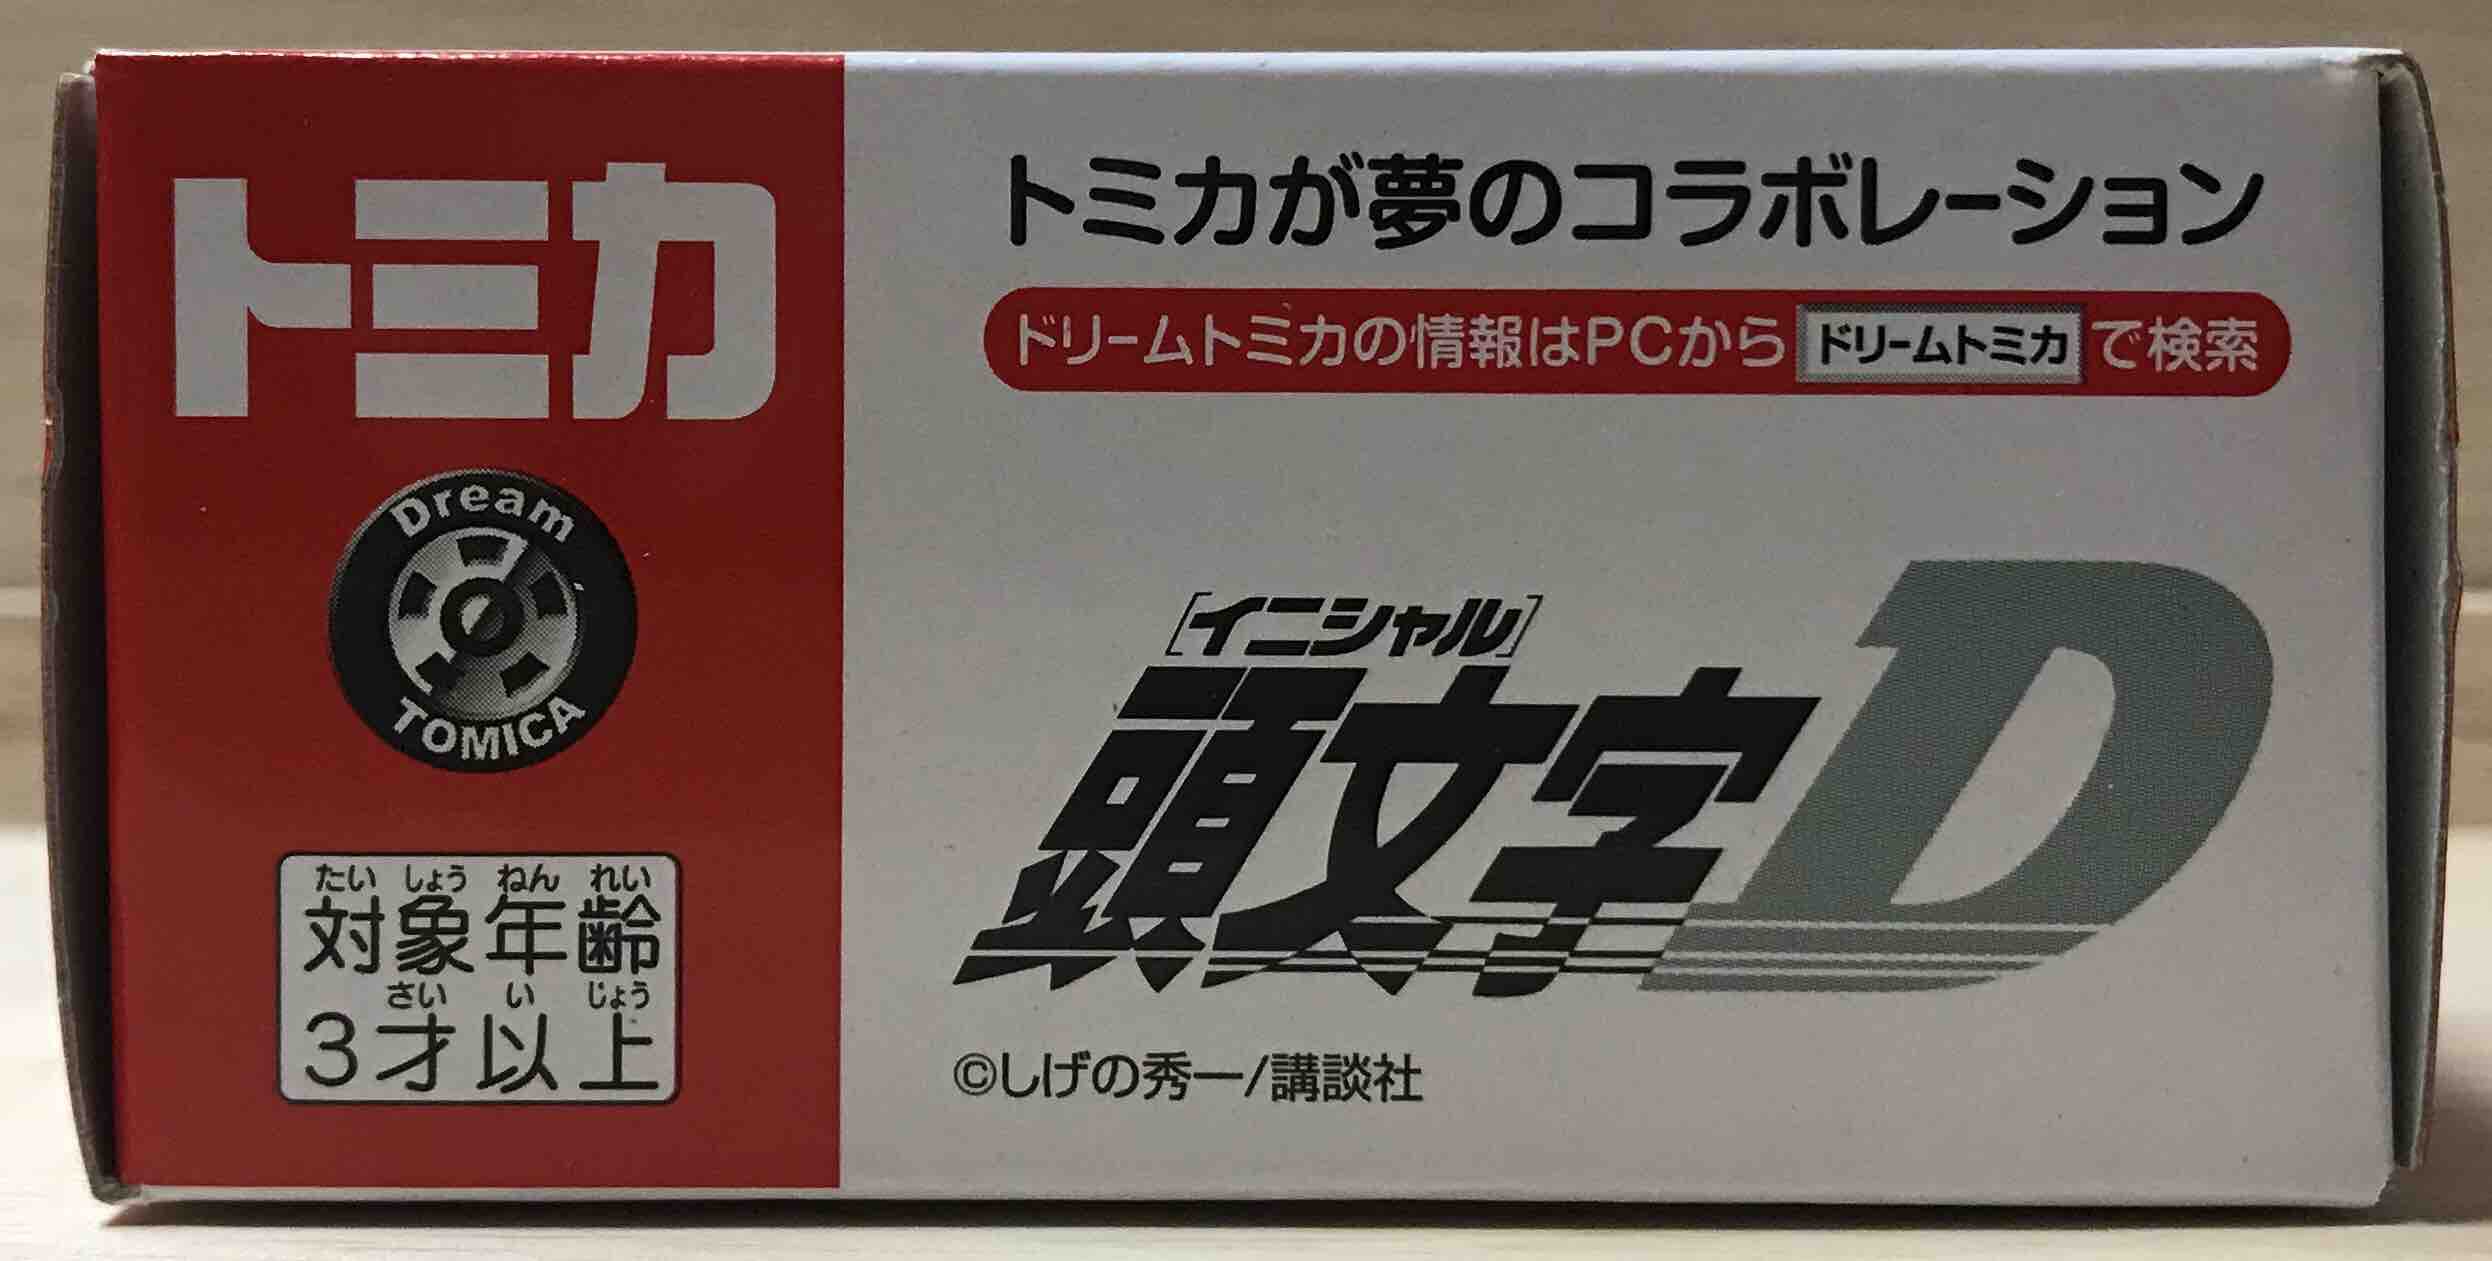 トミカ
Dream
TOMICA
たい しょう ねん れい
対象年齢
さい い じょう
3才以上
トミカが夢のコラボレーション
ドリームトミカの情報はPCから ドリームトミカ で検索
[イニシャル]
頭文字D
©しげの秀一/講談社